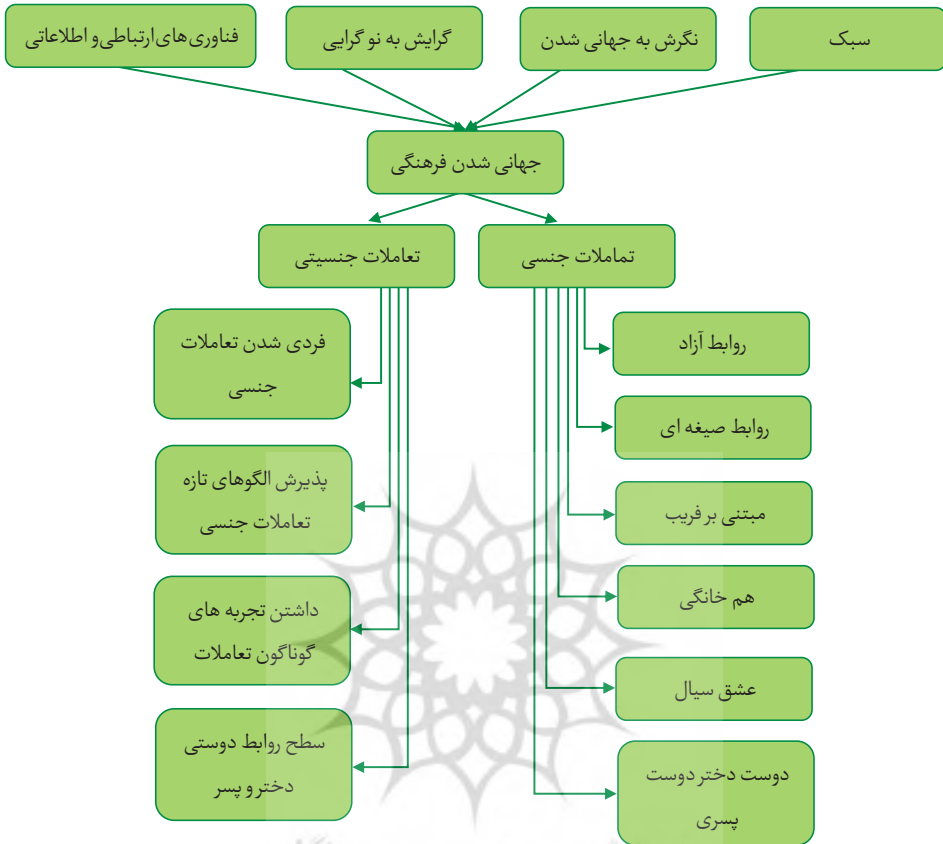 سبک
نگرش به جهانی شدن
گرایش به نو گرایی
فناوری‌های ارتباطی و اطلاعاتی
جهانی شدن فرهنگی
تماملات جنسی
تعاملات جنسیتی
روابط آزاد
روابط صیغه ای
مبتنی بر فریب
هم خانگی
عشق سیال
دوست دختر دوست
پسری
فردی شدن تعاملات
جنسی
پذیرش الگوهای تازه
تعاملات جنسی
داشتن تجربه های
گوناگون تعاملات
سطح روابط دوستی
دختر و پسر